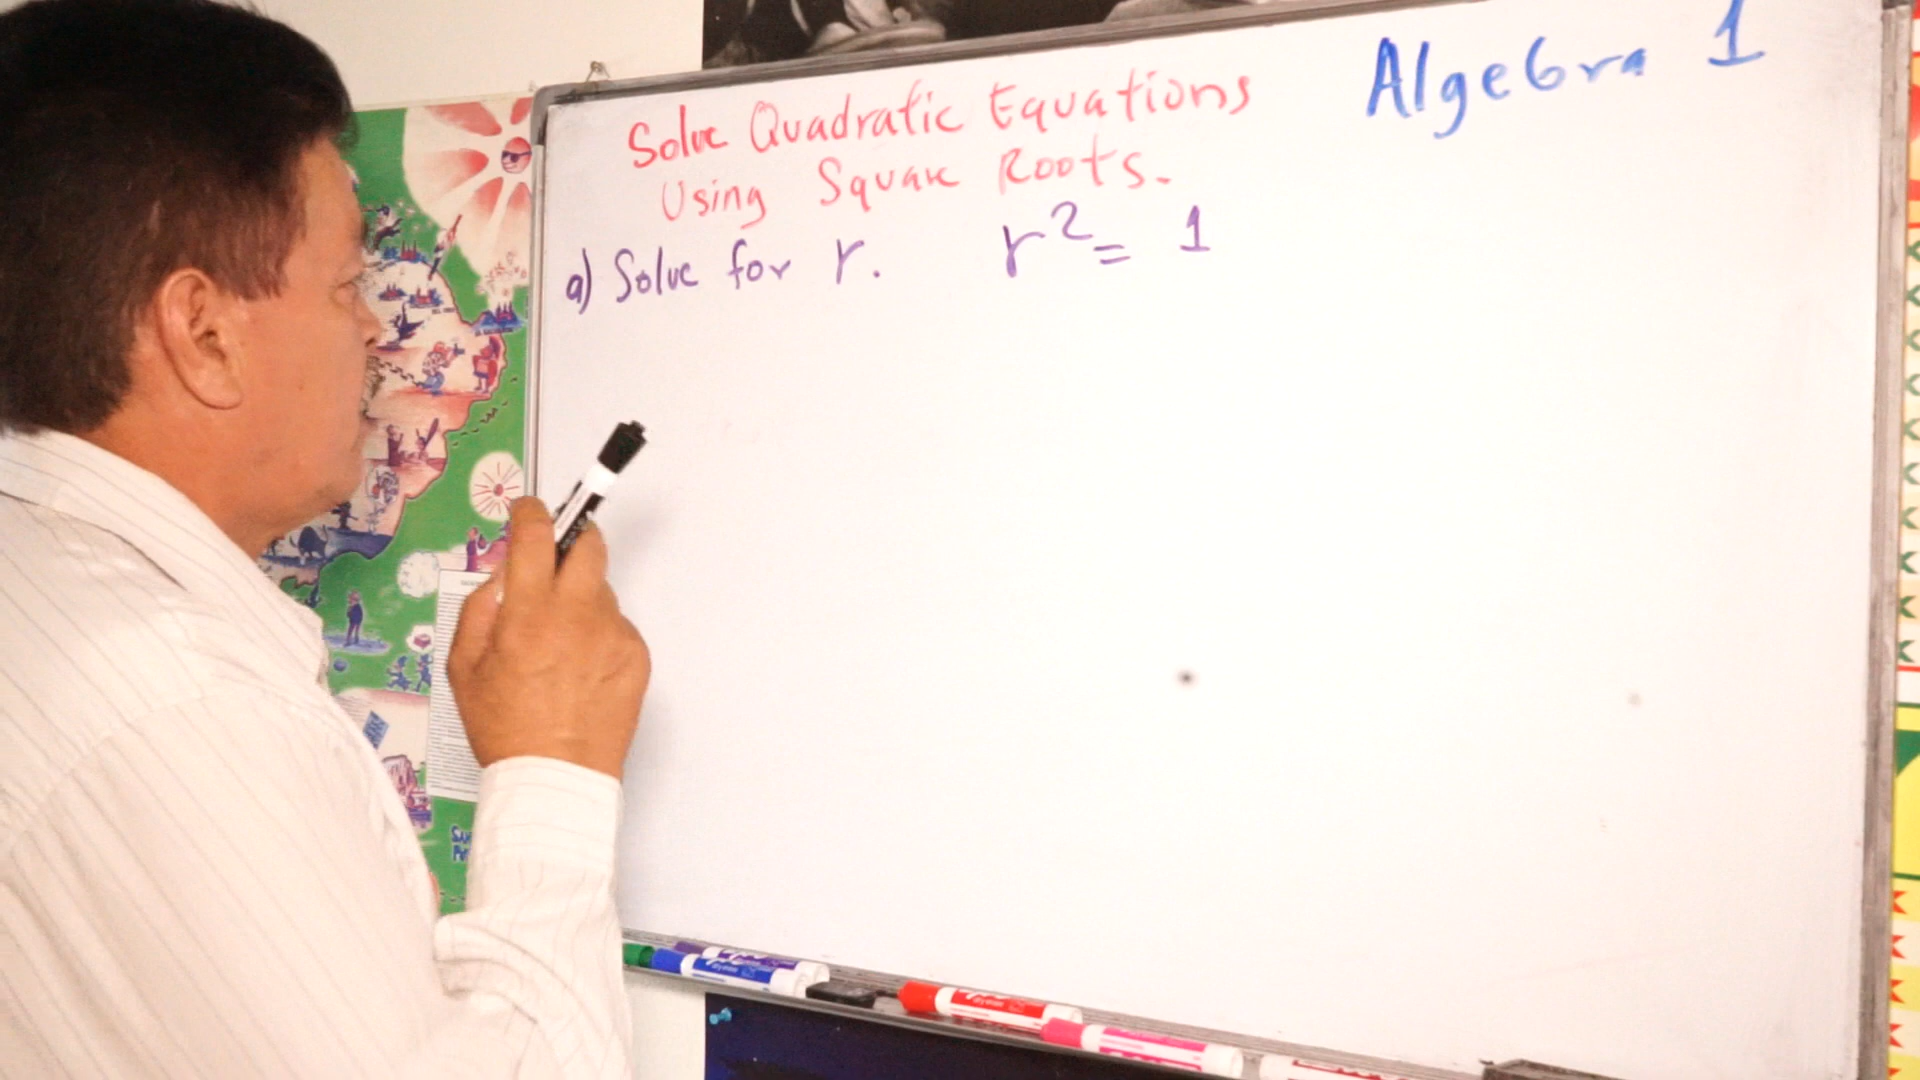 Solve Quadratic Equations
Using Square Roots.
Algebra 1
a) Solve for r. r² = 1